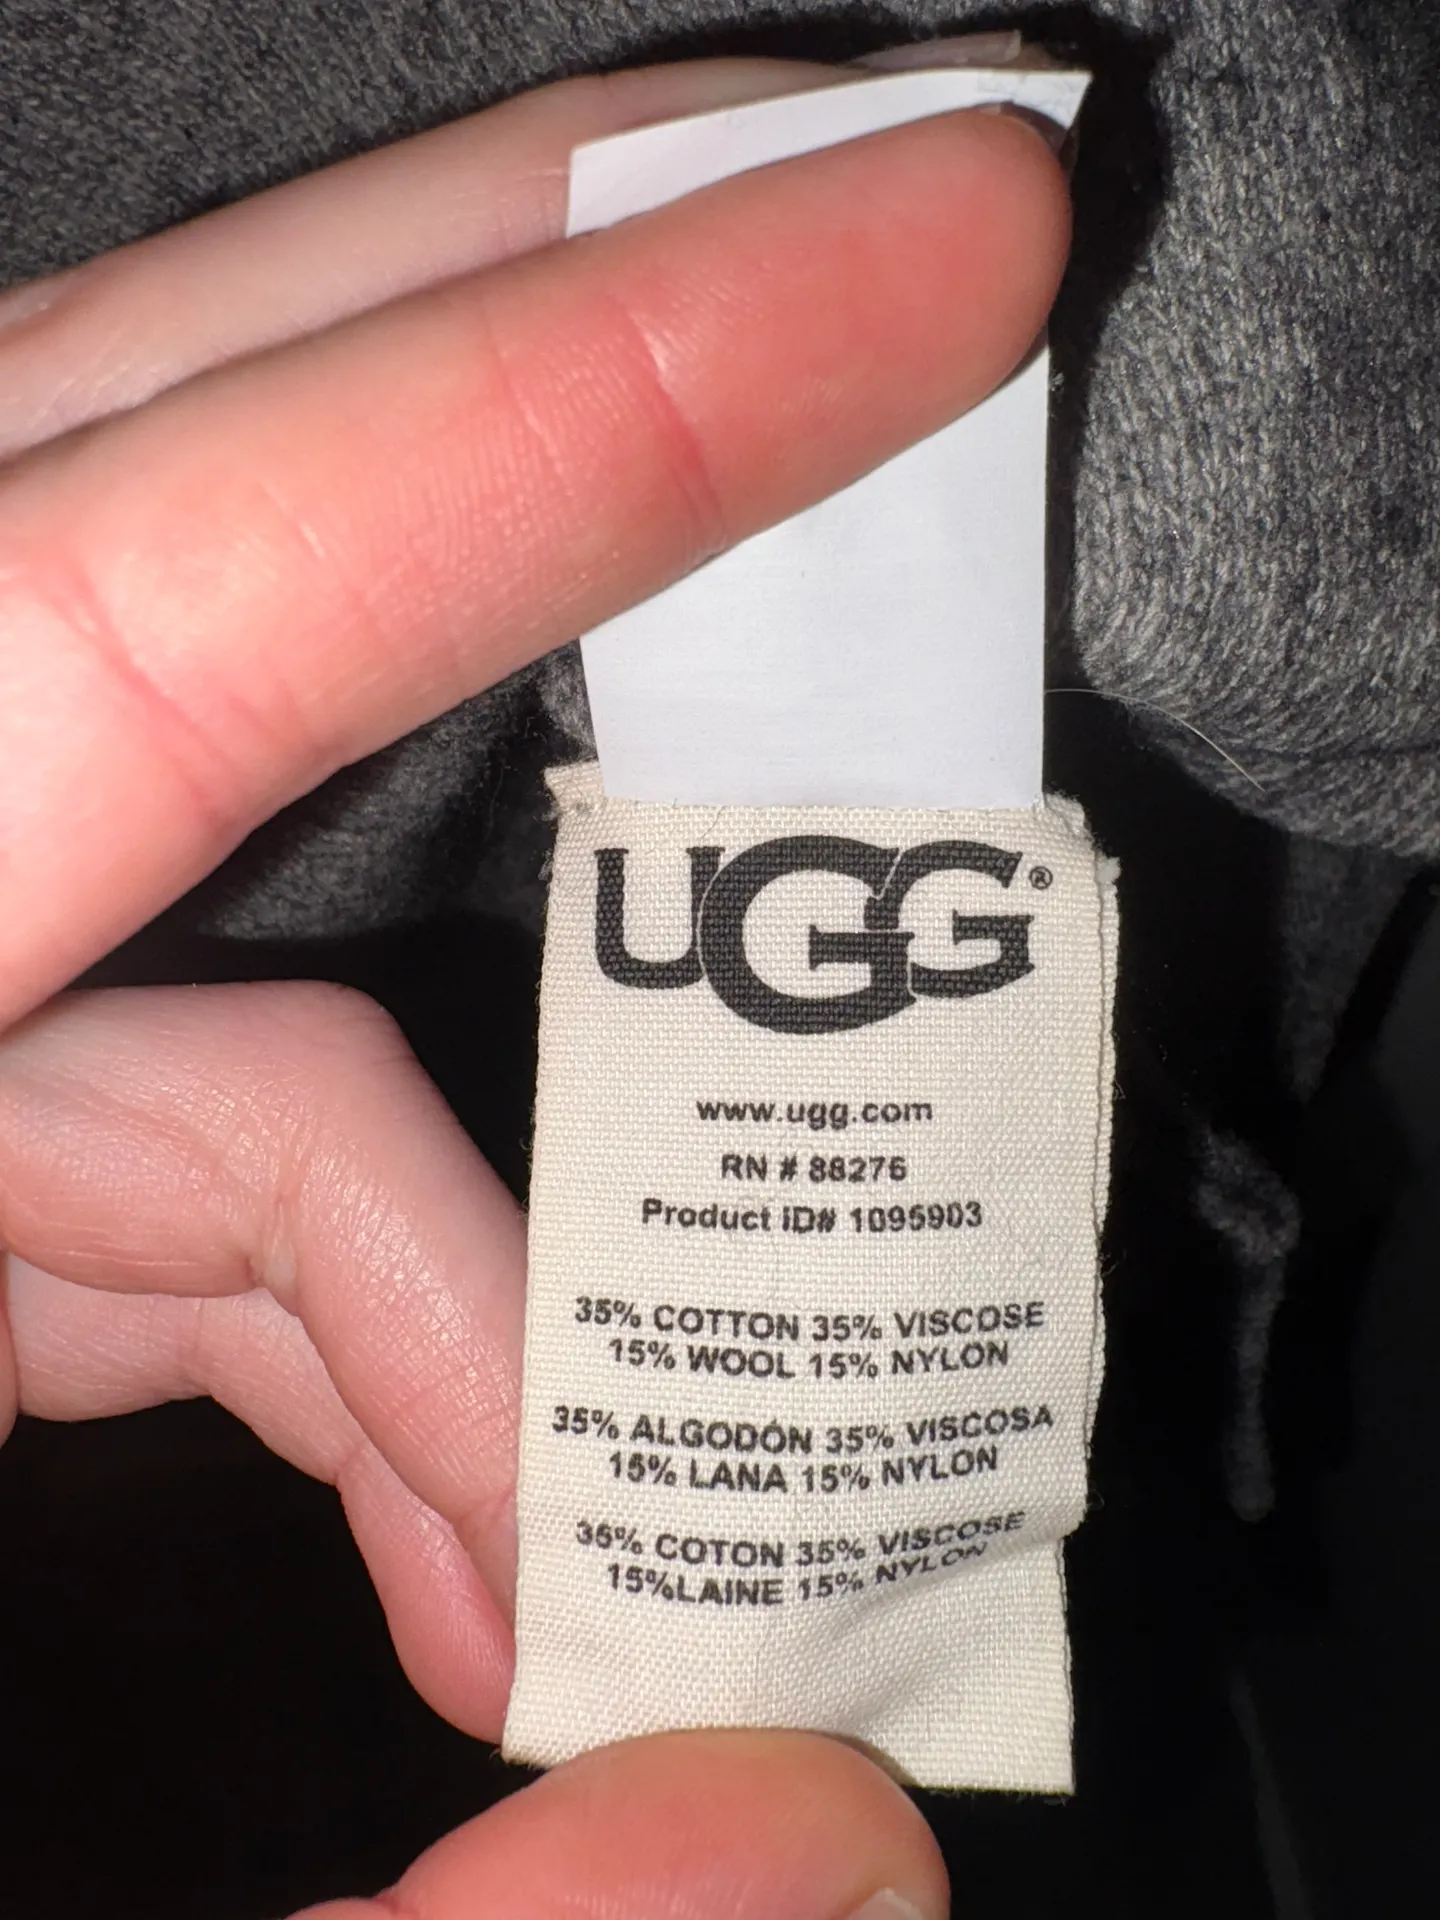 UGG®
www.ugg.com
RN # 88276
Product ID# 1095903
35% COTTON 35% VISCOSE
15% WOOL 15% NYLON
35% ALGODÓN 35% VISCOSA
15% LANA 15% NYLON
35% COTON 35% VISCOSE
15%LAINE 15% NYLON